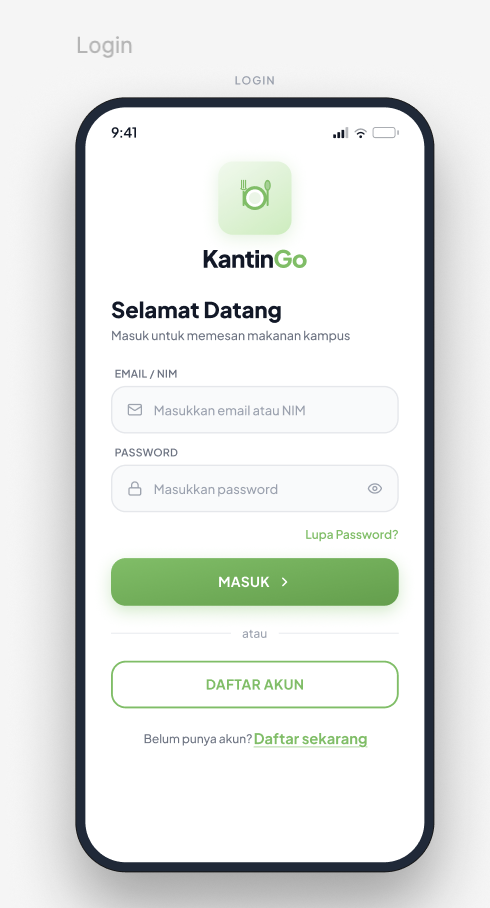 Login
LOGIN
9:41
KantinGo
Selamat Datang
Masuk untuk memesan makanan kampus
EMAIL / NIM
Masukkan email atau NIM
PASSWORD
Masukkan password
Lupa Password?
MASUK
atau
DAFTAR AKUN
Belum punya akun? Daftar sekarang